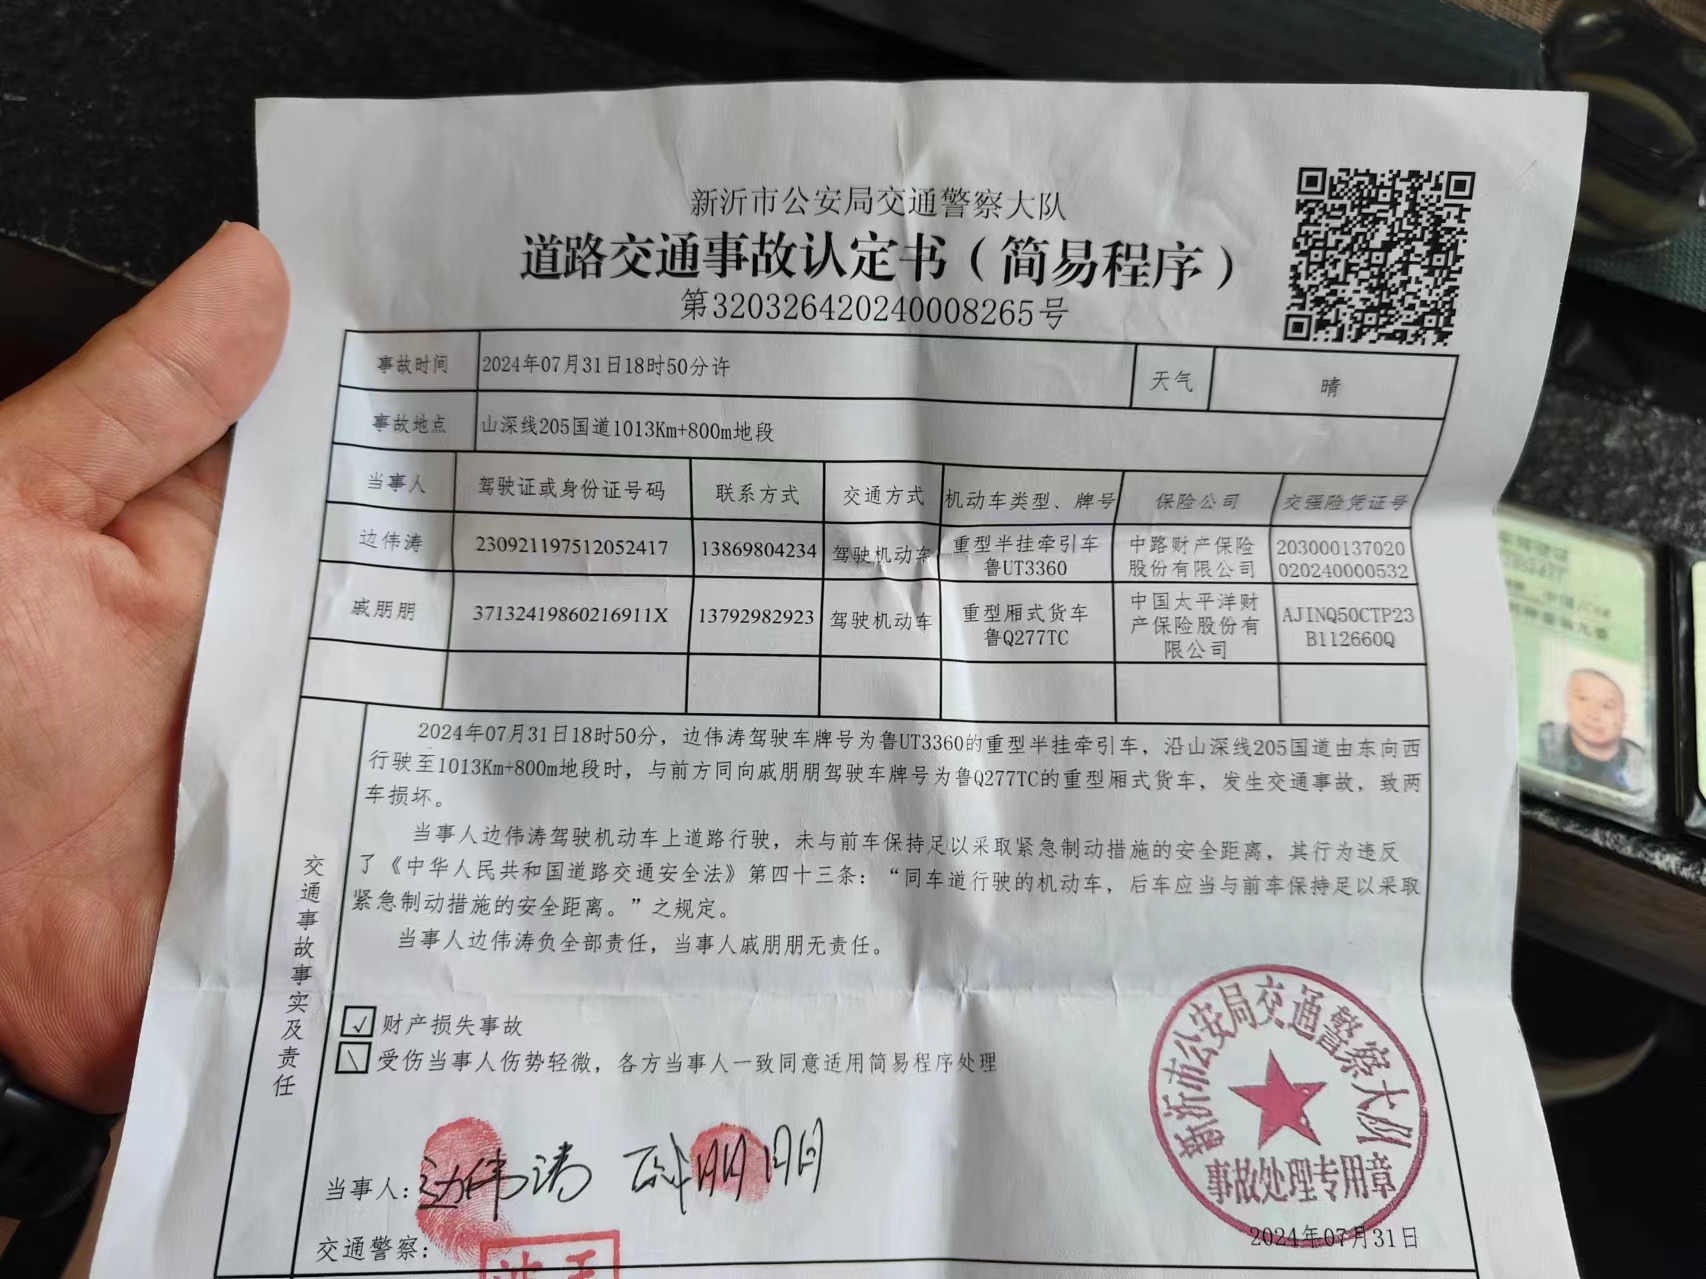 新沂市公安局交通警察大队
道路交通事故认定书（简易程序）
第320326420240008265号
事故时间 2024年07月31日18时50分许 天气 晴
事故地点 山深线205国道1013Km+800m地段
当事人 驾驶证或身份证号码 联系方式 交通方式 机动车类型、牌号 保险公司 交强险凭证号
边伟涛 230921197512052417 13869804234 驾驶机动车 重型半挂牵引车 中路财产保险 203000137020
鲁UT3360 股份有限公司 020240000532
戚朋朋 37132419860216911X 13792982923 驾驶机动车 重型厢式货车 中国太平洋财 AJINQ50CTP23
鲁Q277TC 产保险股份有 B112660Q
限公司
交通事故事实及责任
2024年07月31日18时50分，边伟涛驾驶车牌号为鲁UT3360的重型半挂牵引车，沿山深线205国道由东向西
行驶至1013Km+800m地段时，与前方同向戚朋朋驾驶车牌号为鲁Q277TC的重型厢式货车，发生交通事故，致两
车损坏。
当事人边伟涛驾驶机动车上道路行驶，未与前车保持足以采取紧急制动措施的安全距离，其行为违反
了《中华人民共和国道路交通安全法》第四十三条：“同车道行驶的机动车，后车应当与前车保持足以采取
紧急制动措施的安全距离。”之规定。
当事人边伟涛负全部责任，当事人戚朋朋无责任。
√ 财产损失事故
\ 受伤当事人伤势轻微，各方当事人一致同意适用简易程序处理
当事人：边伟涛 戚朋朋
新沂市公安局交通警察大队
事故处理专用章
2024年07月31日
交通警察：